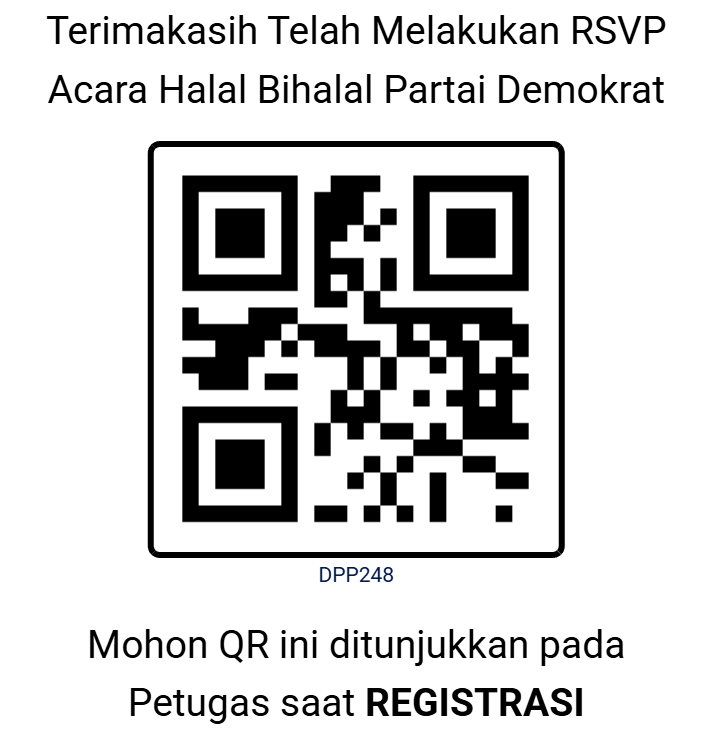 Terimakasih Telah Melakukan RSVP
Acara Halal Bihalal Partai Demokrat
DPP248
Mohon QR ini ditunjukkan pada
Petugas saat REGISTRASI